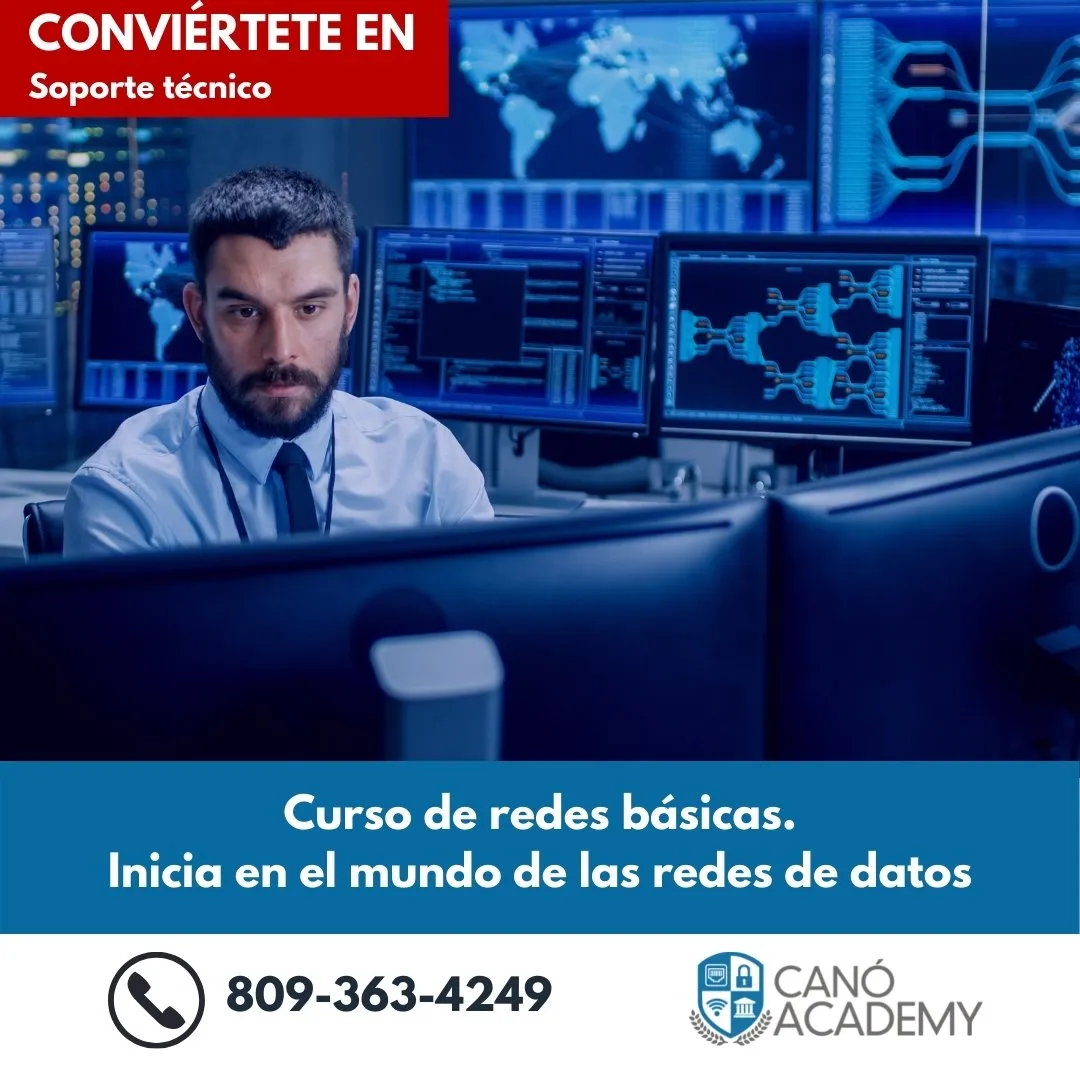 CONVIÉRTETE EN
Soporte técnico
Curso de redes básicas.
Inicia en el mundo de las redes de datos
809-363-4249
CANÓ
ACADEMY